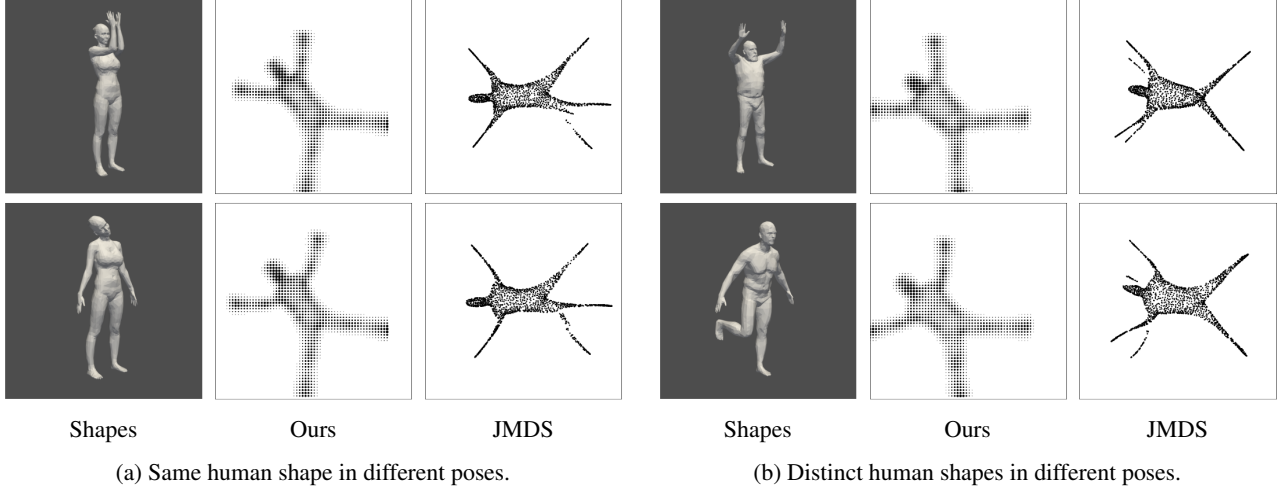 Shapes Ours JMDS Shapes Ours JMDS
(a) Same human shape in different poses. (b) Distinct human shapes in different poses.